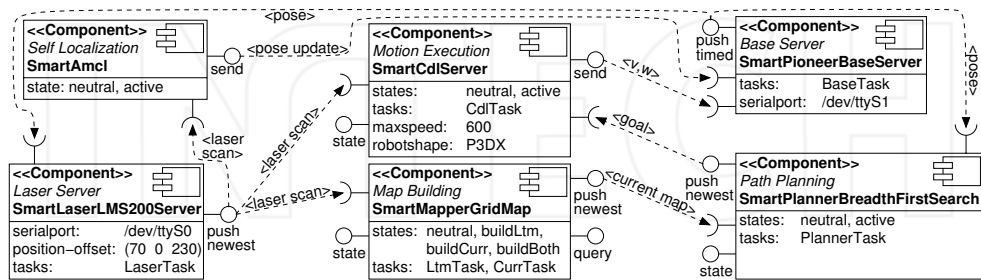 <pose>
<<Component>>
Self Localization
SmartAmcl
state: neutral, active
send
<pose update>
<<Component>>
Motion Execution
SmartCdlServer
states: neutral, active
tasks: CdlTask
maxspeed: 600
robotshape: P3DX
send
state
<v,w>
push
timed
<<Component>>
Base Server
SmartPioneerBaseServer
tasks: BaseTask
serialport: /dev/ttyS1
<pose>
<laser
scan>
<laser scan>
<goal>
<<Component>>
Laser Server
SmartLaserLMS200Server
serialport: /dev/ttyS0
position-offset: (70 0 230)
tasks: LaserTask
push
newest
<laser scan>
<<Component>>
Map Building
SmartMapperGridMap
states: neutral, buildLtm,
buildCurr, buildBoth
tasks: LtmTask, CurrTask
state
push
newest
query
<current map>
push
newest
<<Component>>
Path Planning
SmartPlannerBreadthFirstSearch
states: neutral, active
tasks: PlannerTask
state
INTECH